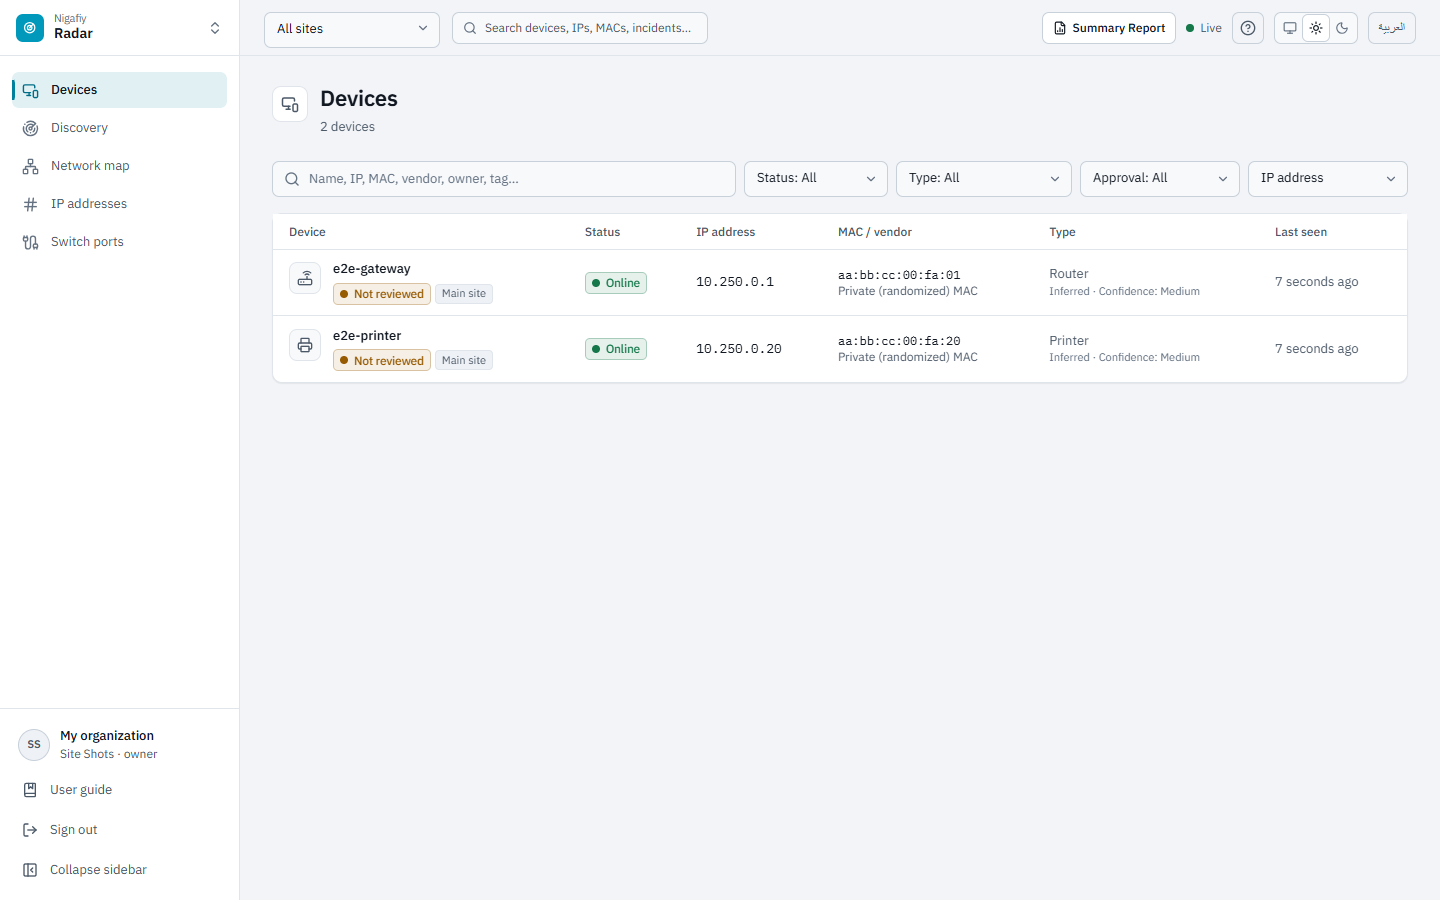 Nigafiy
Radar
All sites
Search devices, IPs, MACs, incidents...
Summary Report
Live
العربية
Devices
Discovery
Network map
IP addresses
Switch ports
Devices
2 devices
Name, IP, MAC, vendor, owner, tag...
Status: All
Type: All
Approval: All
IP address
Device Status IP address MAC / vendor Type Last seen
e2e-gateway
Not reviewed Main site
Online
10.250.0.1
aa:bb:cc:00:fa:01
Private (randomized) MAC
Router
Inferred · Confidence: Medium
7 seconds ago
e2e-printer
Not reviewed Main site
Online
10.250.0.20
aa:bb:cc:00:fa:20
Private (randomized) MAC
Printer
Inferred · Confidence: Medium
7 seconds ago
SS
My organization
Site Shots · owner
User guide
Sign out
Collapse sidebar